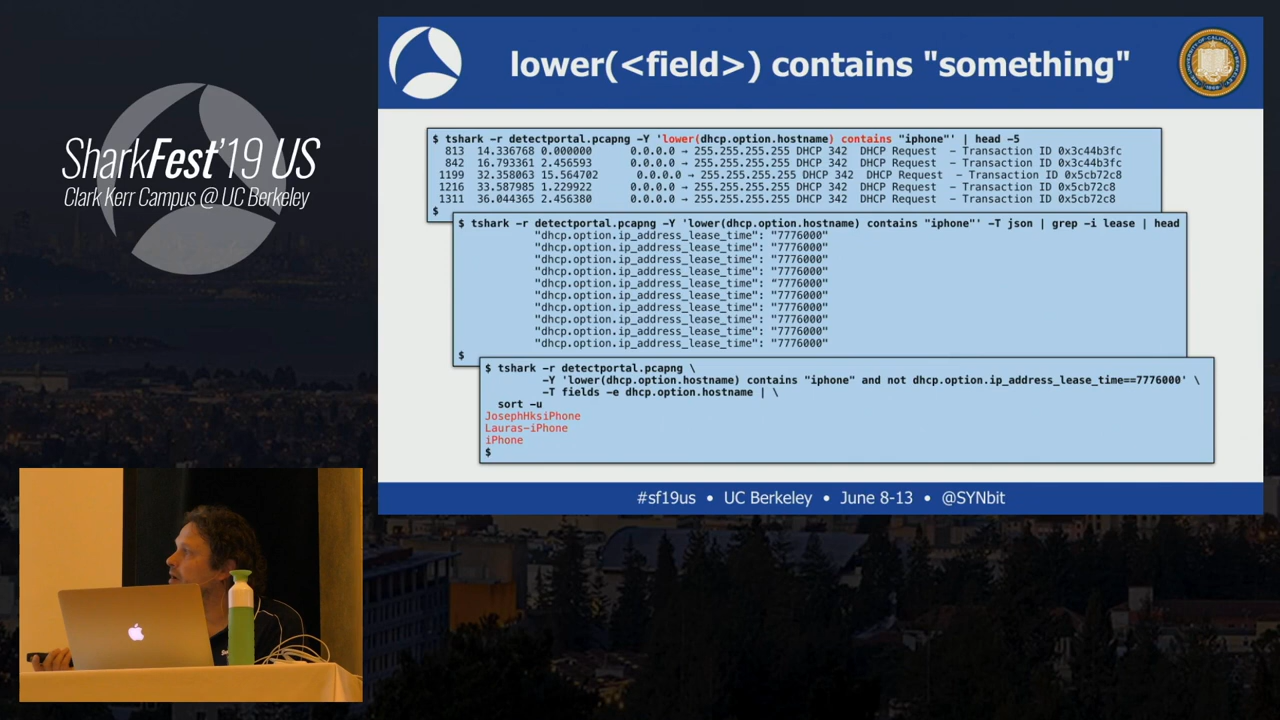 SharkFest'19 US
Clark Kerr Campus @ UC Berkeley
lower(<field>) contains "something"
$ tshark -r detectportal.pcapng -Y 'lower(dhcp.option.hostname) contains "iphone"' | head -5
813 14.336768 0.000000 0.0.0.0 → 255.255.255.255 DHCP 342 DHCP Request - Transaction ID 0x3c44b3fc
842 16.793361 2.456593 0.0.0.0 → 255.255.255.255 DHCP 342 DHCP Request - Transaction ID 0x3c44b3fc
1199 32.358063 15.564702 0.0.0.0 → 255.255.255.255 DHCP 342 DHCP Request - Transaction ID 0x5cb72c8
1216 33.587985 1.229922 0.0.0.0 → 255.255.255.255 DHCP 342 DHCP Request - Transaction ID 0x5cb72c8
1311 36.044365 2.456380 0.0.0.0 → 255.255.255.255 DHCP 342 DHCP Request - Transaction ID 0x5cb72c8
$
$ tshark -r detectportal.pcapng -Y 'lower(dhcp.option.hostname) contains "iphone"' -T json | grep -i lease | head
"dhcp.option.ip_address_lease_time": "7776000"
"dhcp.option.ip_address_lease_time": "7776000"
"dhcp.option.ip_address_lease_time": "7776000"
"dhcp.option.ip_address_lease_time": "7776000"
"dhcp.option.ip_address_lease_time": "7776000"
"dhcp.option.ip_address_lease_time": "7776000"
"dhcp.option.ip_address_lease_time": "7776000"
"dhcp.option.ip_address_lease_time": "7776000"
"dhcp.option.ip_address_lease_time": "7776000"
"dhcp.option.ip_address_lease_time": "7776000"
$
$ tshark -r detectportal.pcapng \
-Y 'lower(dhcp.option.hostname) contains "iphone" and not dhcp.option.ip_address_lease_time==7776000' \
-T fields -e dhcp.option.hostname | \
sort -u
JosephHksiPhone
Lauras-iPhone
iPhone
$
#sf19us • UC Berkeley • June 8-13 • @SYNbit